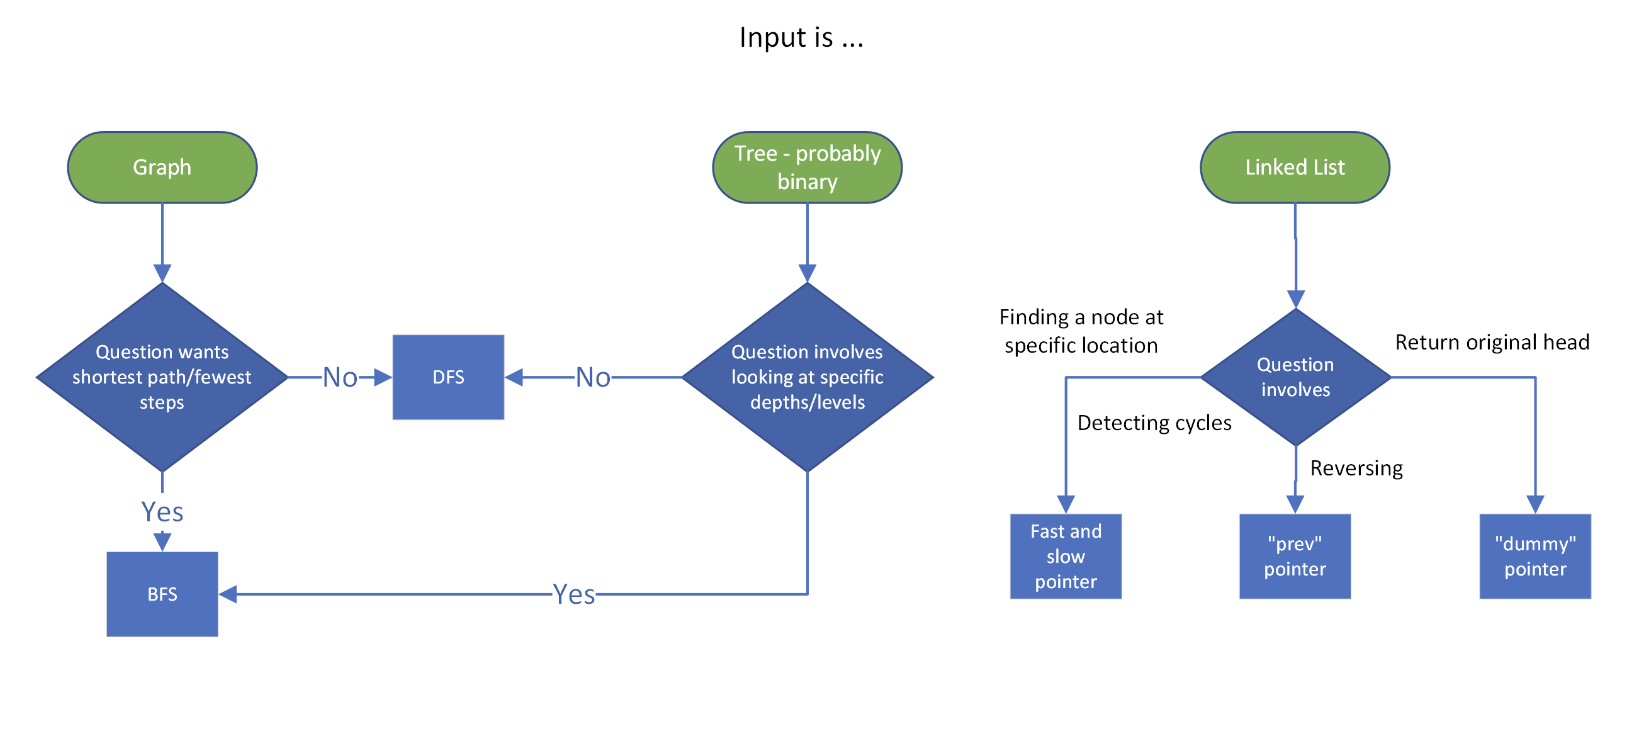 Input is ...
Graph
Tree - probably
binary
Linked List
Question wants
shortest path/fewest
steps
No
DFS
No
Question involves
looking at specific
depths/levels
Finding a node at
specific location
Detecting cycles
Question
involves
Return original head
Reversing
Yes
BFS
Yes
Fast and
slow
pointer
"prev"
pointer
"dummy"
pointer